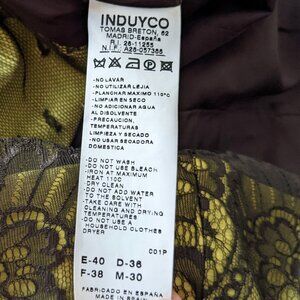 INDUYCO
TOMAS BRETON, 62
MADRID-España
R.I. 26-11255
N.I.F. A28-057385
-NO LAVAR
-NO UTILIZAR LEJIA
-PLANCHAR MAXIMO 110ºC
-LIMPIAR EN SECO
-NO ADICIONAR AGUA
AL DISOLVENTE
-PRECAUCION,
TEMPERATURAS
LIMPIEZA Y SECADO
-NO USAR SECADORA
DOMESTICA
-DO NOT WASH
-DO NOT USE BLEACH
-IRON AT MAXIMUM
HEAT 110C
-DRY CLEAN
-DO NOT ADD WATER
TO THE SOLVENT
-TAKE CARE WITH
CLEANING AND DRYING
TEMPERATURES
-DO NOT USE A
HOUSEHOLD CLOTHES
DRYER
C01P
E-40 D-36
F-38 M-30
FABRICADO EN ESPAÑA
MADE IN SPAIN